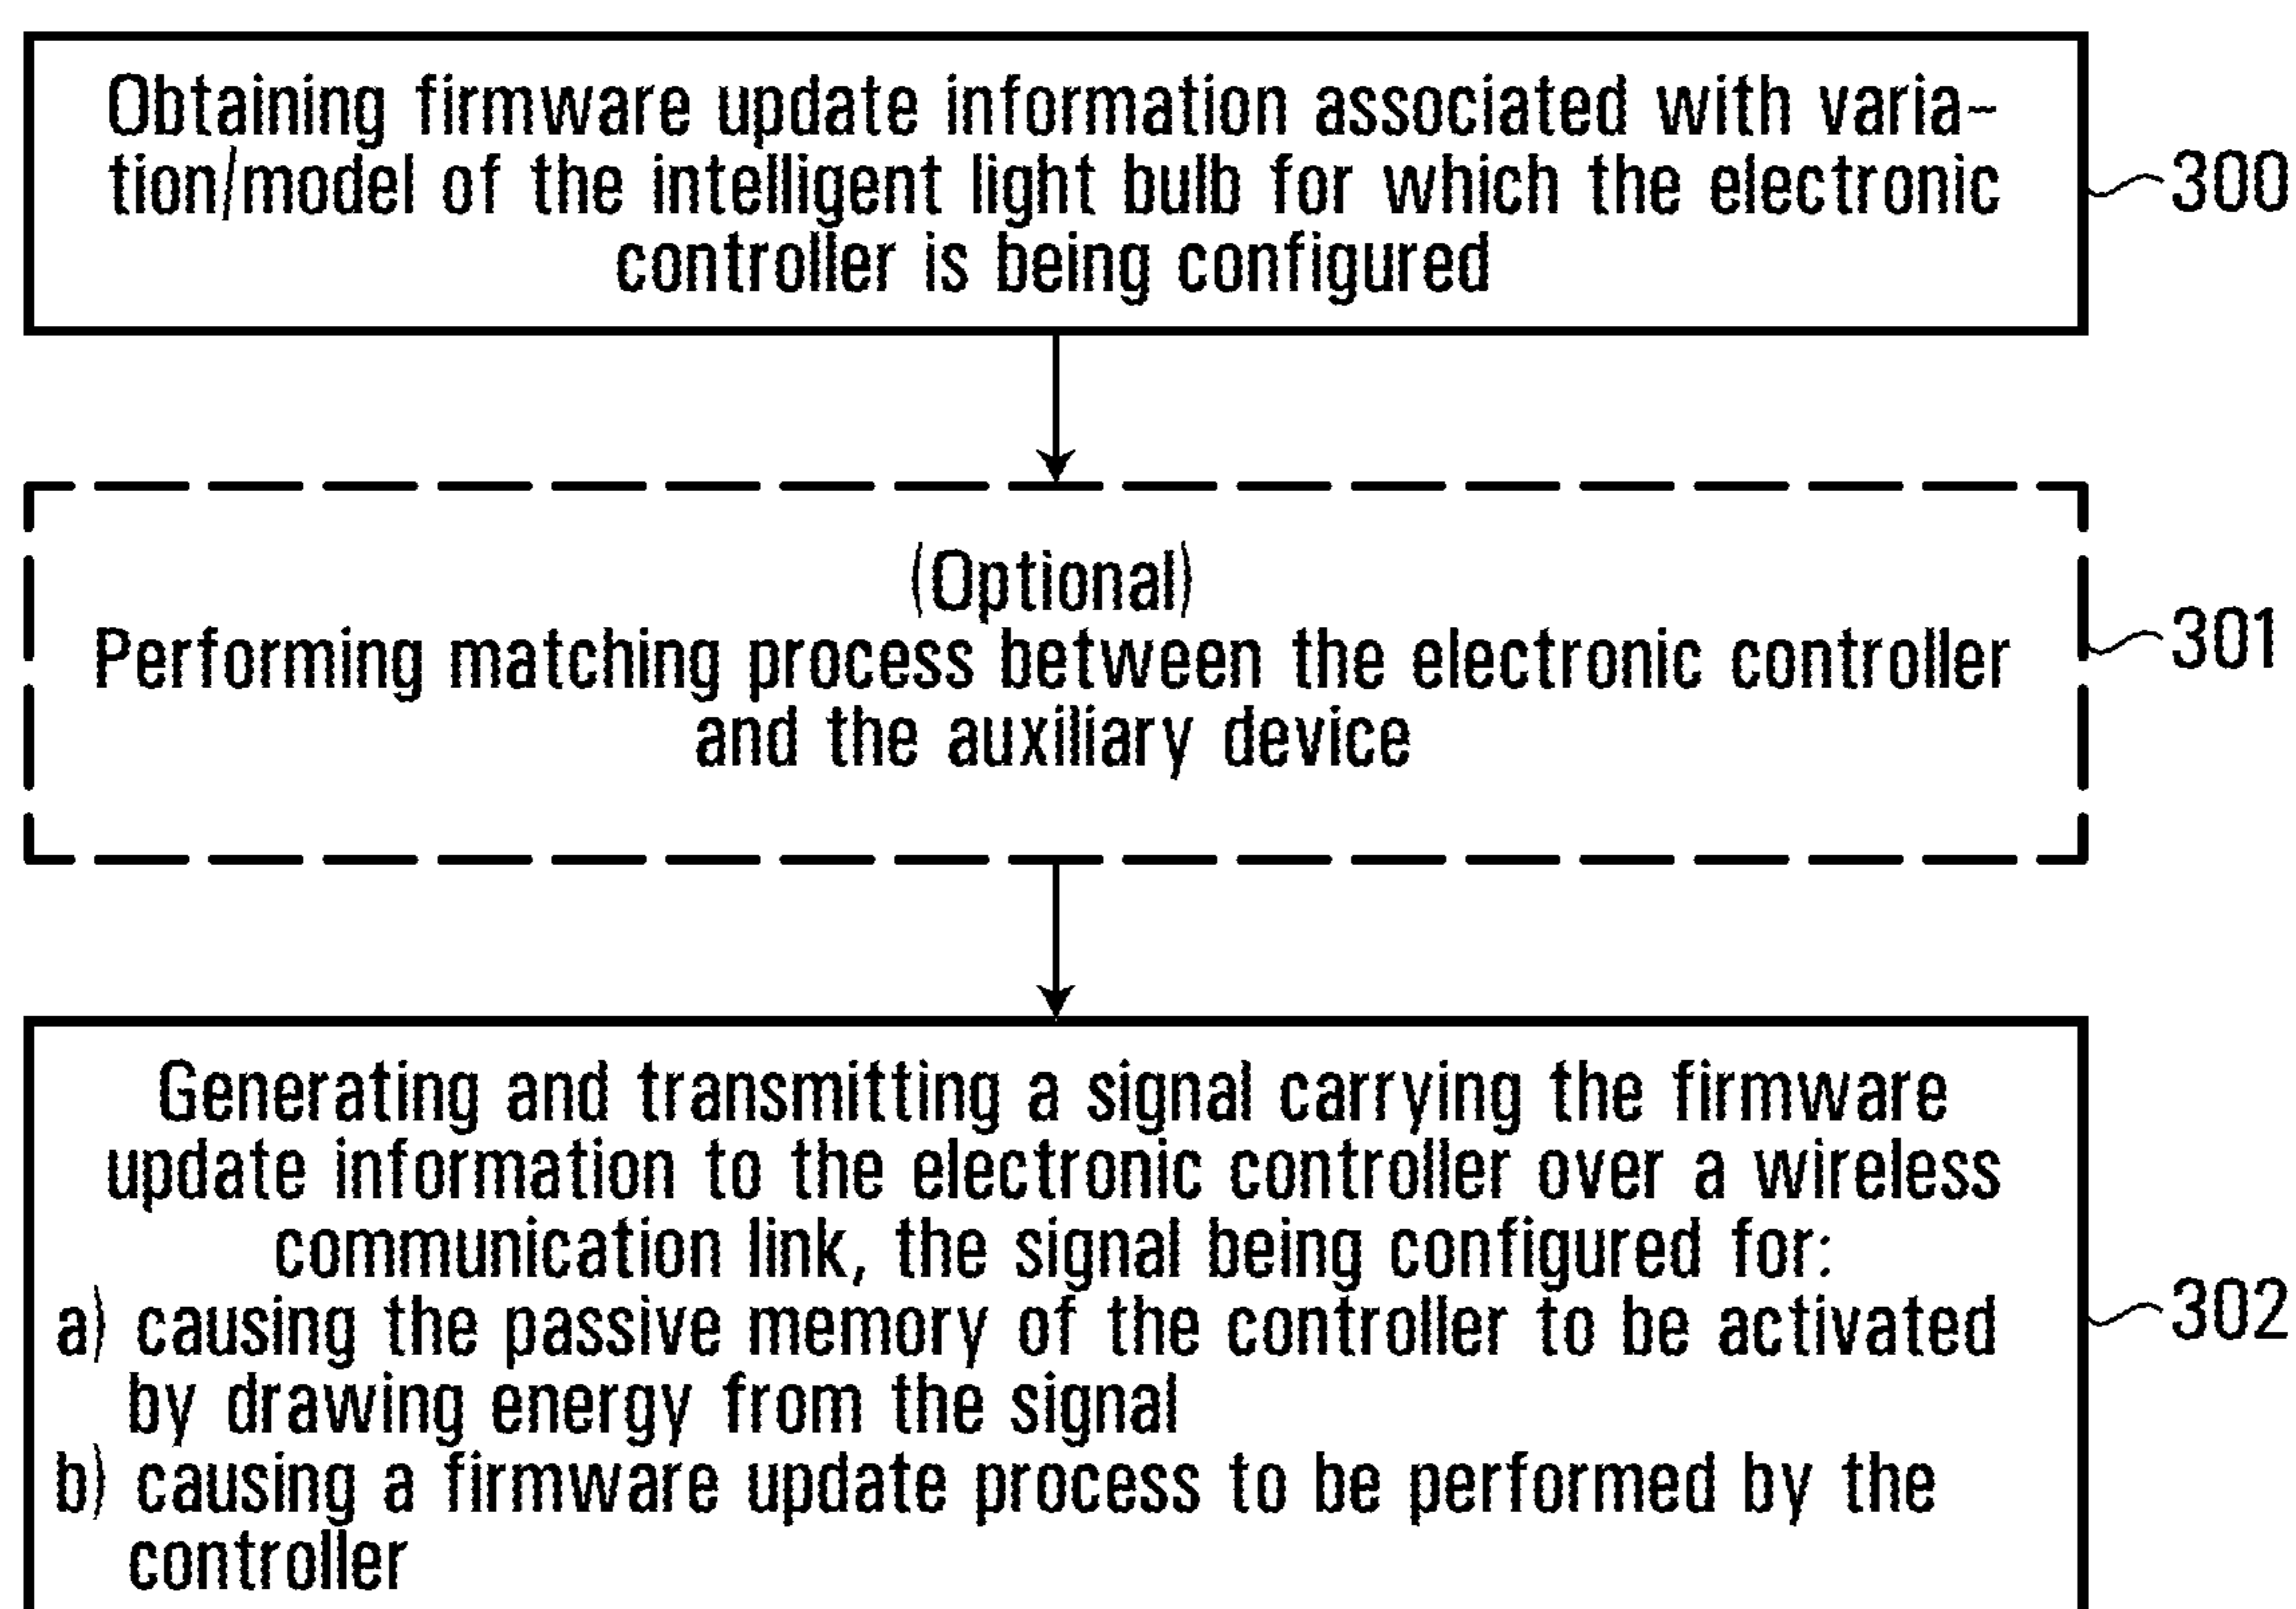 Obtaining firmware update information associated with varia-
tion/model of the intelligent light bulb for which the electronic
controller is being configured
300
(Optional)
Performing matching process between the electronic controller
and the auxiliary device
301
Generating and transmitting a signal carrying the firmware
update information to the electronic controller over a wireless
communication link, the signal being configured for:
a) causing the passive memory of the controller to be activated
by drawing energy from the signal
b) causing a firmware update process to be performed by the
controller
302